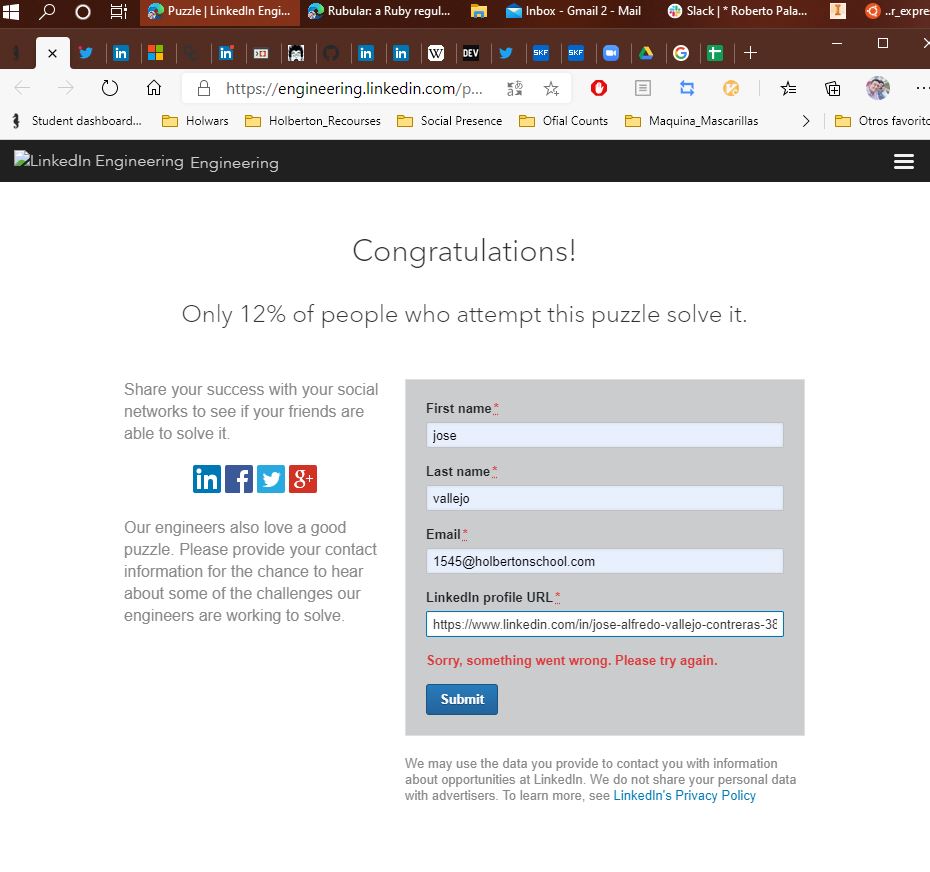 Puzzle | LinkedIn Engi...
Rubular: a Ruby regul...
Inbox - Gmail 2 - Mail
Slack | * Roberto Pala...
..r_expre
in in in in W DEV SKF SKF G
https://engineering.linkedin.com/p...
Student dashboard...
Holwars
Holberton_Recourses
Social Presence
Ofial Counts
Maquina_Mascarillas
Otros favorito
LinkedIn Engineering Engineering
Congratulations!
Only 12% of people who attempt this puzzle solve it.
Share your success with your social
networks to see if your friends are
able to solve it.
in f g+
Our engineers also love a good
puzzle. Please provide your contact
information for the chance to hear
about some of the challenges our
engineers are working to solve.
First name*
jose
Last name*
vallejo
Email*
1545@holbertonschool.com
LinkedIn profile URL*
https://www.linkedin.com/in/jose-alfredo-vallejo-contreras-38
Sorry, something went wrong. Please try again.
Submit
We may use the data you provide to contact you with information
about opportunities at LinkedIn. We do not share your personal data
with advertisers. To learn more, see LinkedIn's Privacy Policy